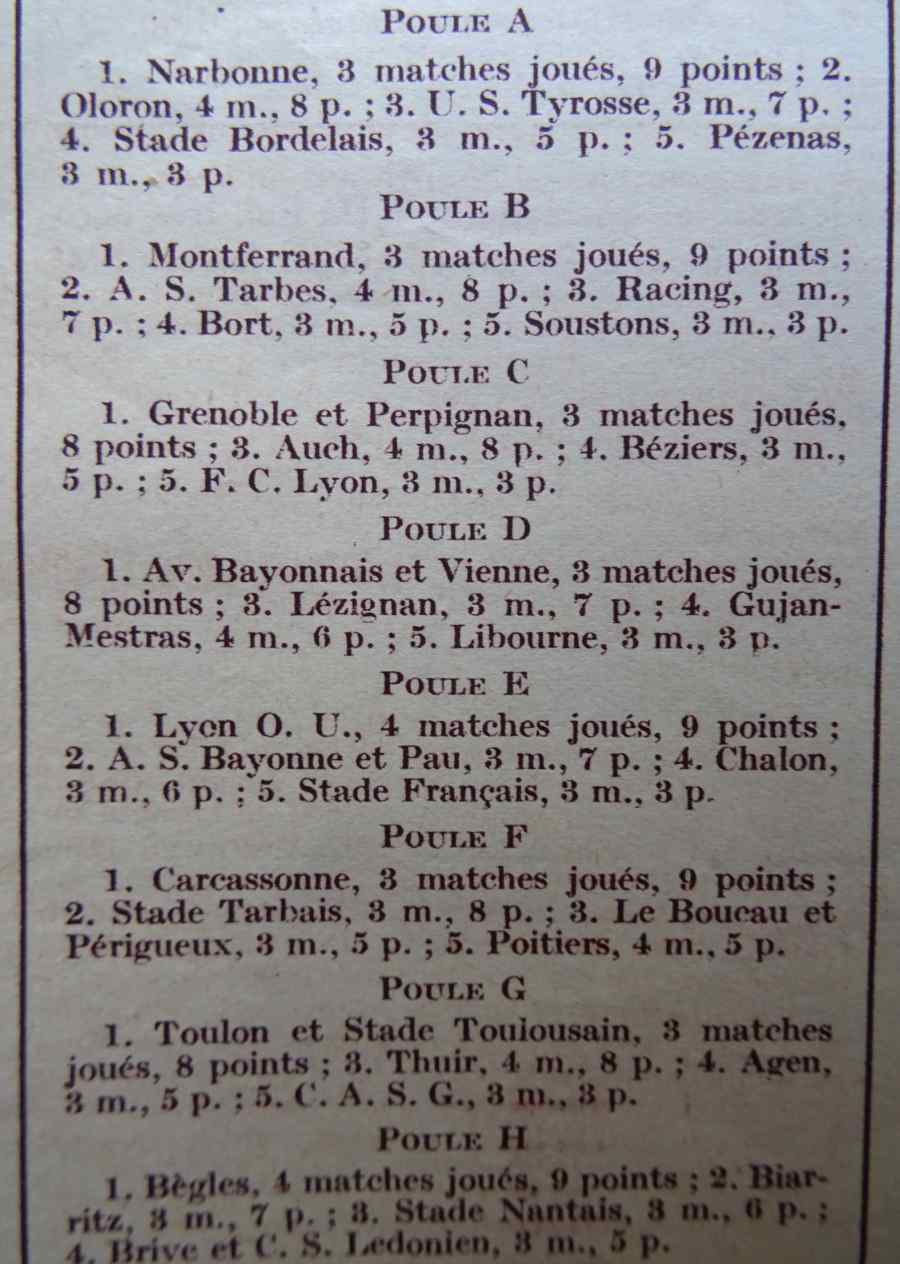 POULE A
1. Narbonne, 3 matches joués, 9 points ; 2.
Oloron, 4 m., 8 p. ; 3. U. S. Tyrosse, 3 m., 7 p. ;
4. Stade Bordelais, 3 m., 5 p. ; 5. Pézenas,
3 m., 3 p.
POULE B
1. Montferrand, 3 matches joués, 9 points ;
2. A. S. Tarbes, 4 m., 8 p. ; 3. Racing, 3 m.,
7 p. ; 4. Bort, 3 m., 5 p. ; 5. Soustons, 3 m., 3 p.
POULE C
1. Grenoble et Perpignan, 3 matches joués,
8 points ; 3. Auch, 4 m., 8 p. ; 4. Béziers, 3 m.,
5 p. ; 5. F. C. Lyon, 3 m., 3 p.
POULE D
1. Av. Bayonnais et Vienne, 3 matches joués,
8 points ; 3. Lézignan, 3 m., 7 p. ; 4. Gujan-
Mestras, 4 m., 6 p. ; 5. Libourne, 3 m., 3 p.
POULE E
1. Lyon O. U., 4 matches joués, 9 points ;
2. A. S. Bayonne et Pau, 3 m., 7 p. ; 4. Chalon,
3 m., 6 p. ; 5. Stade Français, 3 m., 3 p.
POULE F
1. Carcassonne, 3 matches joués, 9 points ;
2. Stade Tarbais, 3 m., 8 p. ; 3. Le Boucau et
Périgueux, 3 m., 5 p. ; 5. Poitiers, 4 m., 5 p.
POULE G
1. Toulon et Stade Toulousain, 3 matches
joués, 8 points ; 3. Thuir, 4 m., 8 p. ; 4. Agen,
3 m., 5 p. ; 5. C. A. S. G., 3 m., 3 p.
POULE H
1. Bègles, 4 matches joués, 9 points ; 2. Biar-
ritz, 3 m., 7 p. ; 3. Stade Nantais, 3 m., 6 p. ;
4. Brive et C. S. Ledonien, 3 m., 5 p.